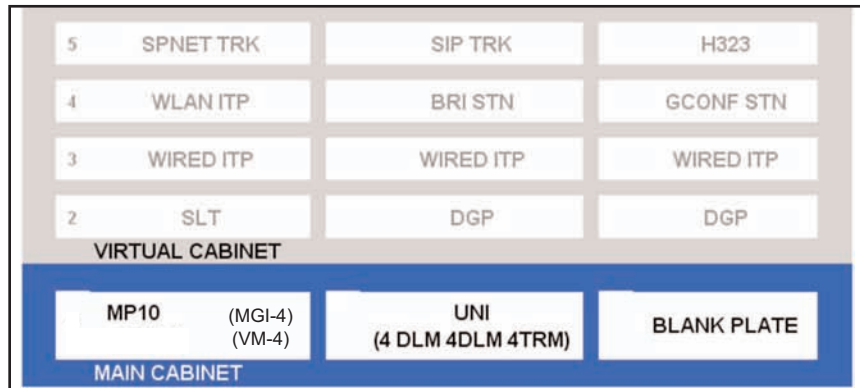 5 SPNET TRK SIP TRK H323
4 WLAN ITP BRI STN GCONF STN
3 WIRED ITP WIRED ITP WIRED ITP
2 SLT DGP DGP
VIRTUAL CABINET
MP10 (MGI-4) UNI BLANK PLATE
(VM-4) (4 DLM 4DLM 4TRM)
MAIN CABINET